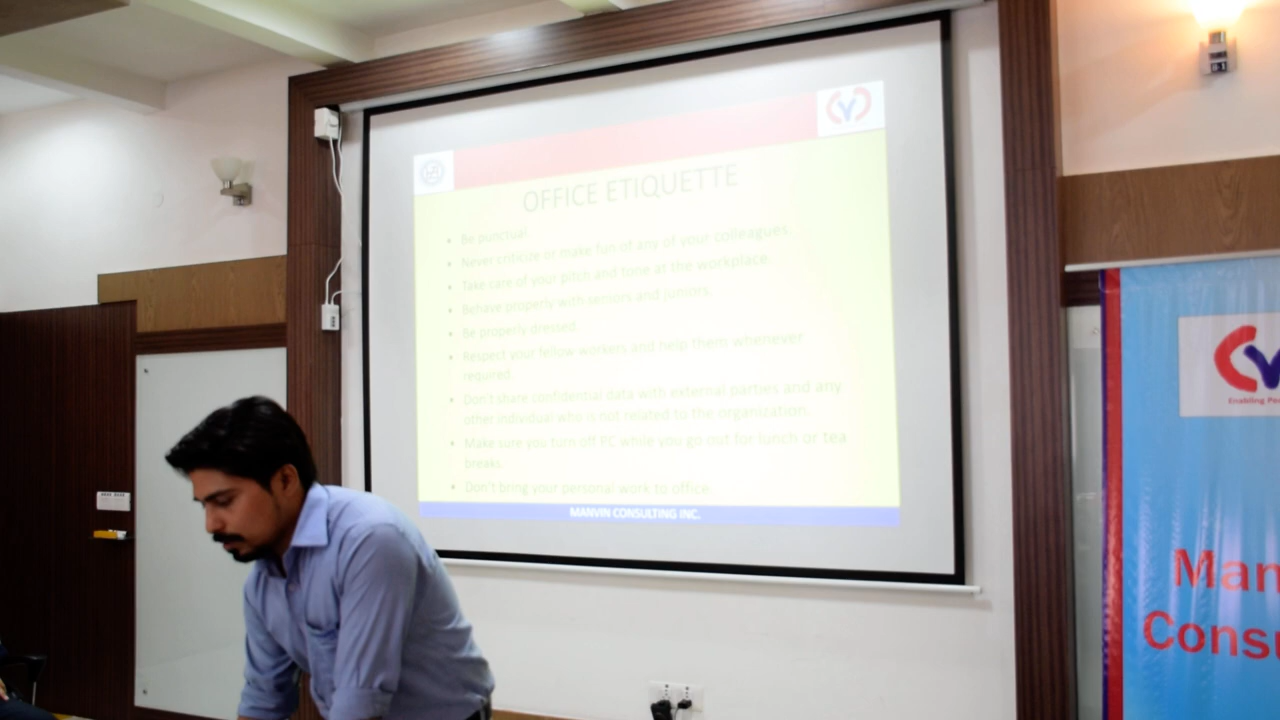 OFFICE ETIQUETTE
• Be punctual.
• Never criticize or make fun of any of your colleagues.
• Take care of your pitch and tone at the workplace.
• Behave properly with seniors and juniors.
• Be properly dressed.
• Respect your fellow workers and help them whenever
required.
• Don't share confidential data with external parties and any
other individual who is not related to the organization.
• Make sure you turn off PC while you go out for lunch or tea
breaks.
• Don't bring your personal work to office.
MANVIN CONSULTING INC.
Enabling Peo
Man
Consu